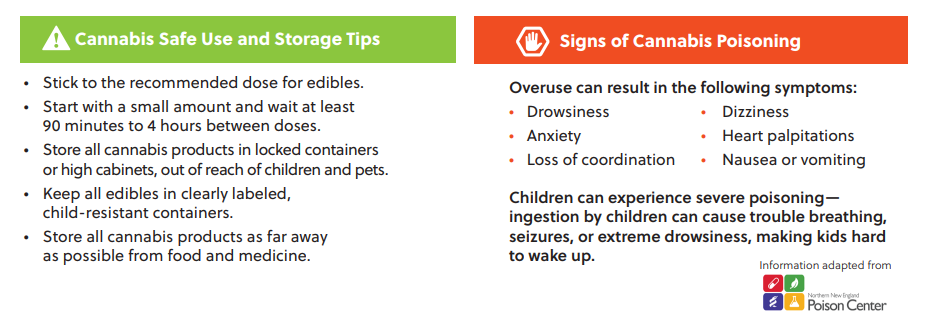 Cannabis Safe Use and Storage Tips
• Stick to the recommended dose for edibles.
• Start with a small amount and wait at least
90 minutes to 4 hours between doses.
• Store all cannabis products in locked containers
or high cabinets, out of reach of children and pets.
• Keep all edibles in clearly labeled,
child-resistant containers.
• Store all cannabis products as far away
as possible from food and medicine.
Signs of Cannabis Poisoning
Overuse can result in the following symptoms:
• Drowsiness
• Anxiety
• Loss of coordination
• Dizziness
• Heart palpitations
• Nausea or vomiting
Children can experience severe poisoning—
ingestion by children can cause trouble breathing,
seizures, or extreme drowsiness, making kids hard
to wake up.
Information adapted from
Northern New England
Poison Center